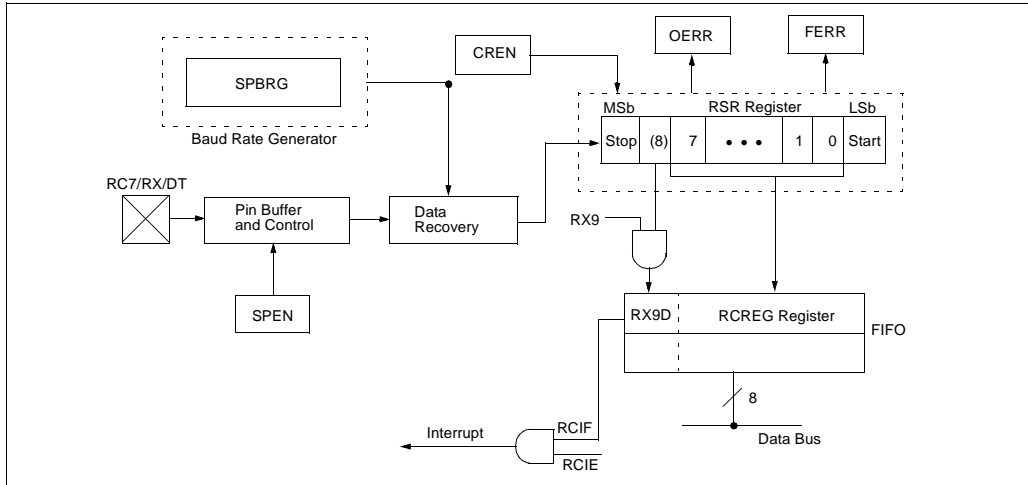 OERR
FERR
CREN
SPBRG
Baud Rate Generator
MSb
RSR Register
LSb
Stop (8) 7 • • • 1 0 Start
RC7/RX/DT
Pin Buffer
and Control
Data
Recovery
RX9
SPEN
RX9D
RCREG Register
FIFO
8
Data Bus
Interrupt
RCIF
RCIE